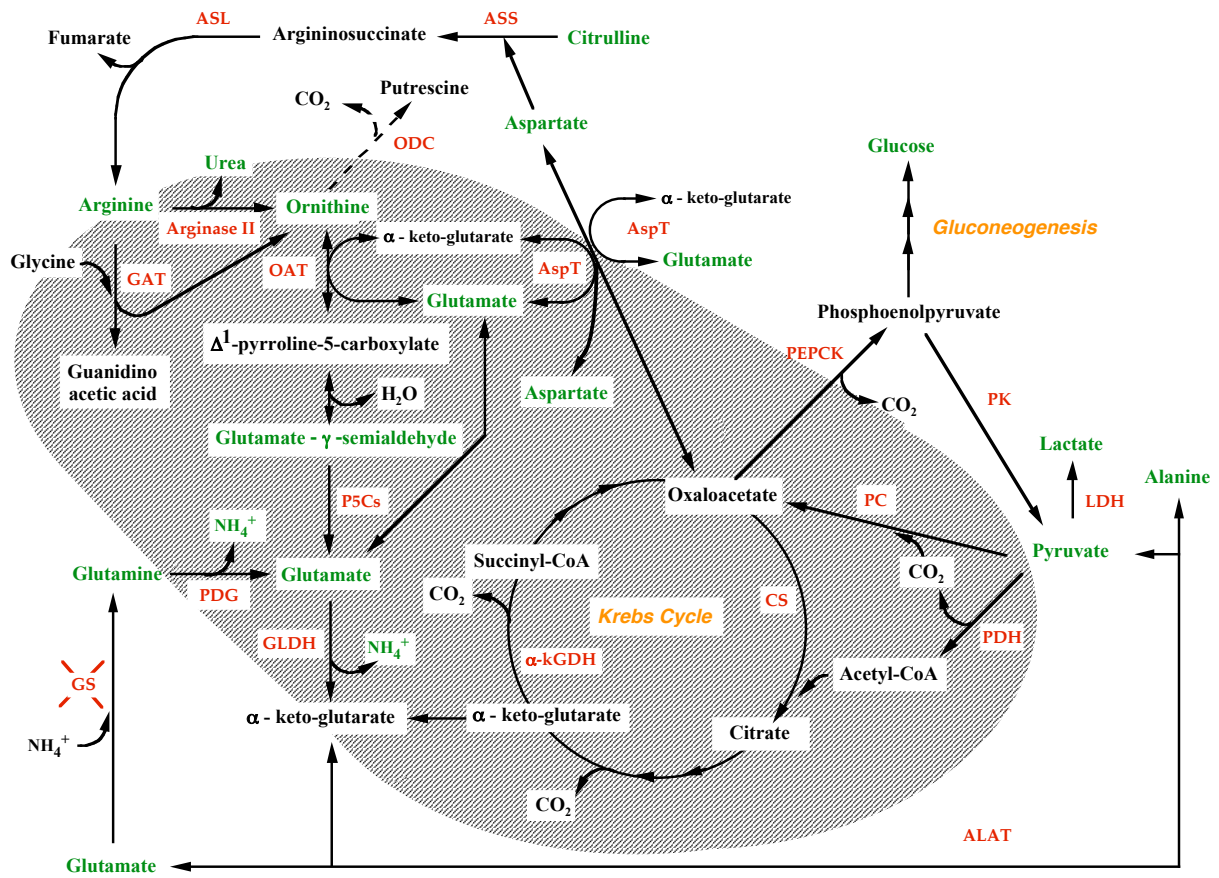 ASL
ASS
Fumarate
Argininosuccinate
Citrulline
Putrescine
CO2
Aspartate
ODC
Glucose
Urea
Arginine
Ornithine
α - keto-glutarate
Arginase II
AspT
Gluconeogenesis
α - keto-glutarate
Glycine
GAT
OAT
AspT
Glutamate
Glutamate
Phosphoenolpyruvate
Δ1-pyrroline-5-carboxylate
PEPCK
Guanidino
acetic acid
H2O
Aspartate
CO2
PK
Glutamate - γ -semialdehyde
Lactate
Alanine
P5Cs
Oxaloacetate
PC
LDH
NH4+
Pyruvate
Succinyl-CoA
Glutamine
Glutamate
CO2
PDG
CO2
CS
Krebs Cycle
GLDH
NH4+
PDH
α-kGDH
Acetyl-CoA
GS
α - keto-glutarate
α - keto-glutarate
Citrate
NH4+
CO2
ALAT
Glutamate